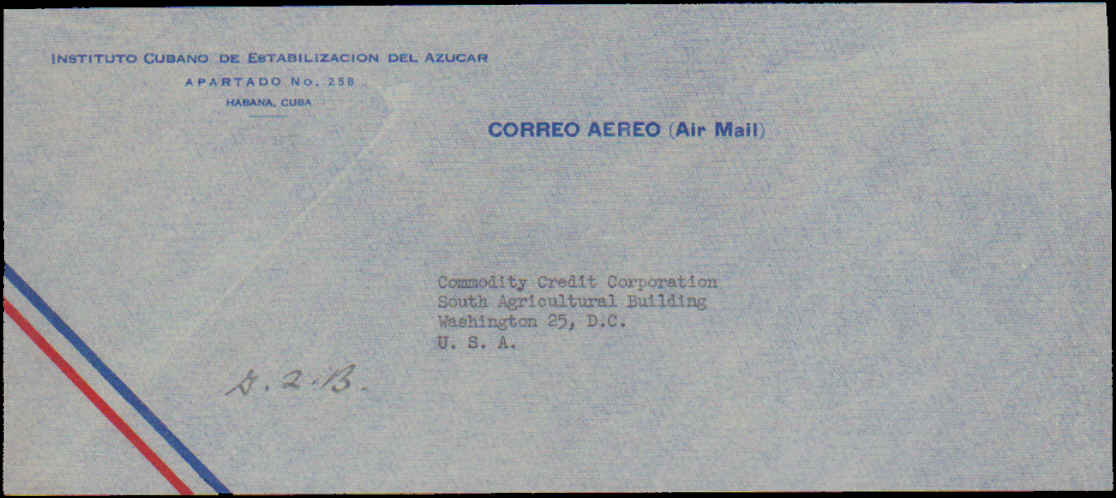 INSTITUTO CUBANO DE ESTABILIZACION DEL AZUCAR
APARTADO No. 258
HABANA, CUBA
CORREO AEREO (Air Mail)
Commodity Credit Corporation
South Agricultural Building
Washington 25, D.C.
U. S. A.